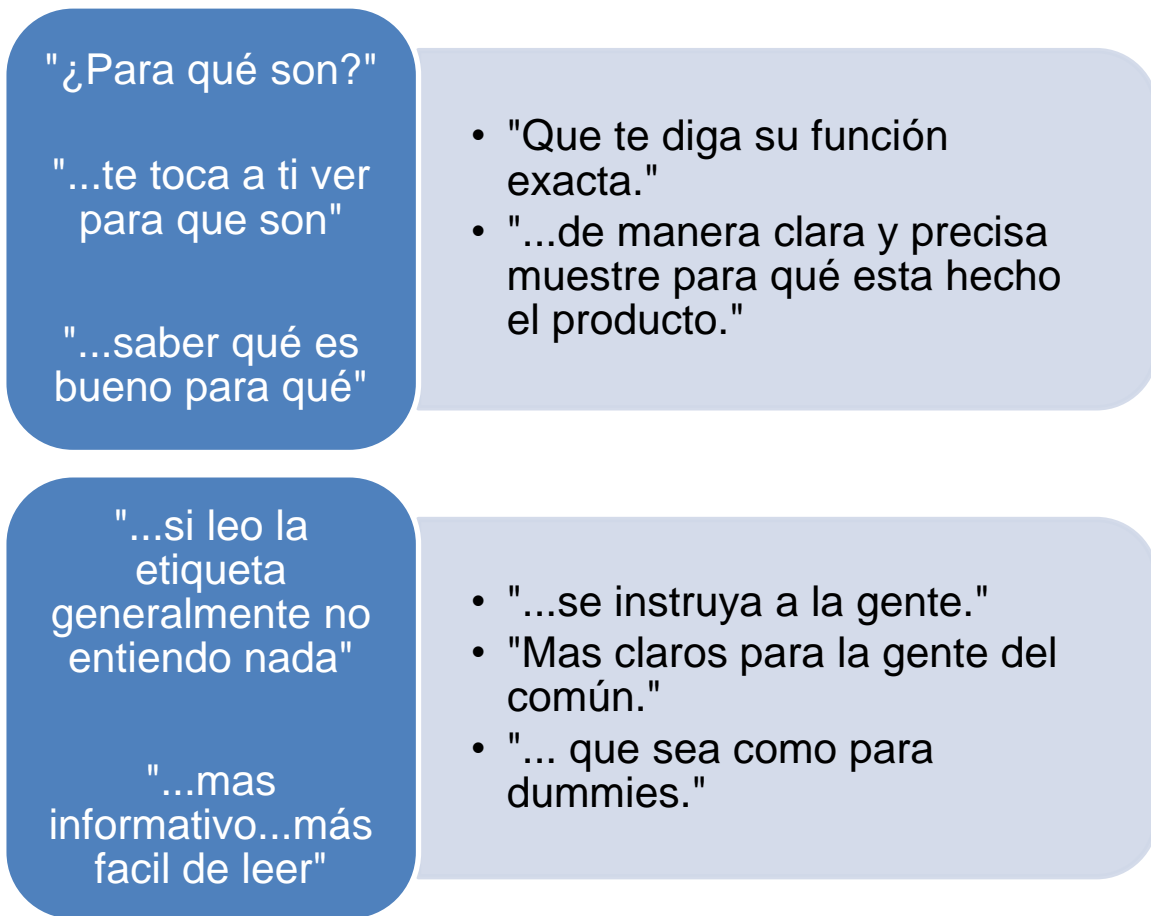 "¿Para qué son?"
"...te toca a ti ver
para que son"
"...saber qué es
bueno para qué"
• "Que te diga su función
exacta."
• "...de manera clara y precisa
muestre para qué esta hecho
el producto."
"...si leo la
etiqueta
generalmente no
entiendo nada"
"...mas
informativo...más
facil de leer"
• "...se instruya a la gente."
• "Mas claros para la gente del
común."
• "... que sea como para
dummies."